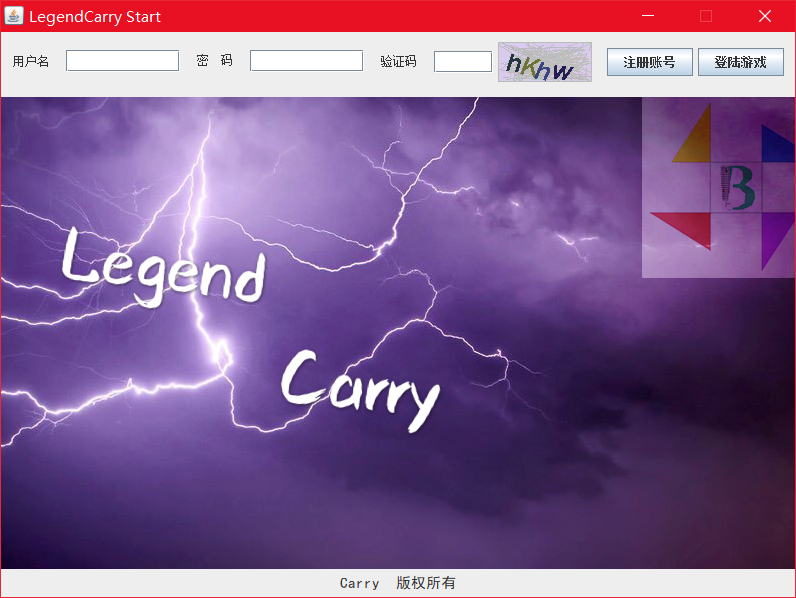 LegendCarry Start
用户名 密 码 验证码 hKhw 注册账号 登陆游戏
B
Legend
Carry
Carry 版权所有